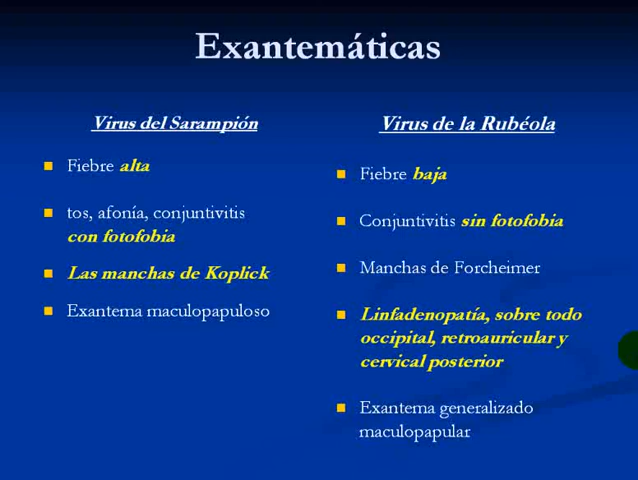 Exantemáticas
Virus del Sarampión
Fiebre alta
tos, afonía, conjuntivitis
con fotofobia
Las manchas de Koplick
Exantema maculopapuloso
Virus de la Rubéola
Fiebre baja
Conjuntivitis sin fotofobia
Manchas de Forcheimer
Linfadenopatía, sobre todo
occipital, retroauricular y
cervical posterior
Exantema generalizado
maculopapular